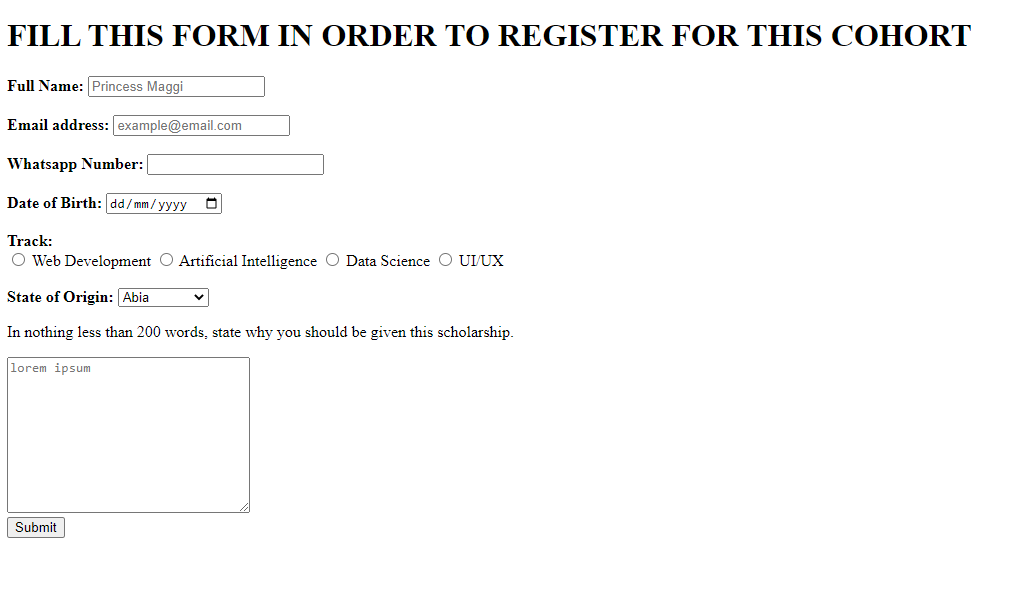 FILL THIS FORM IN ORDER TO REGISTER FOR THIS COHORT
Full Name: Princess Maggi
Email address: example@email.com
Whatsapp Number:
Date of Birth: dd/mm/yyyy
Track:
Web Development Artificial Intelligence Data Science UI/UX
State of Origin: Abia
In nothing less than 200 words, state why you should be given this scholarship.
lorem ipsum
Submit